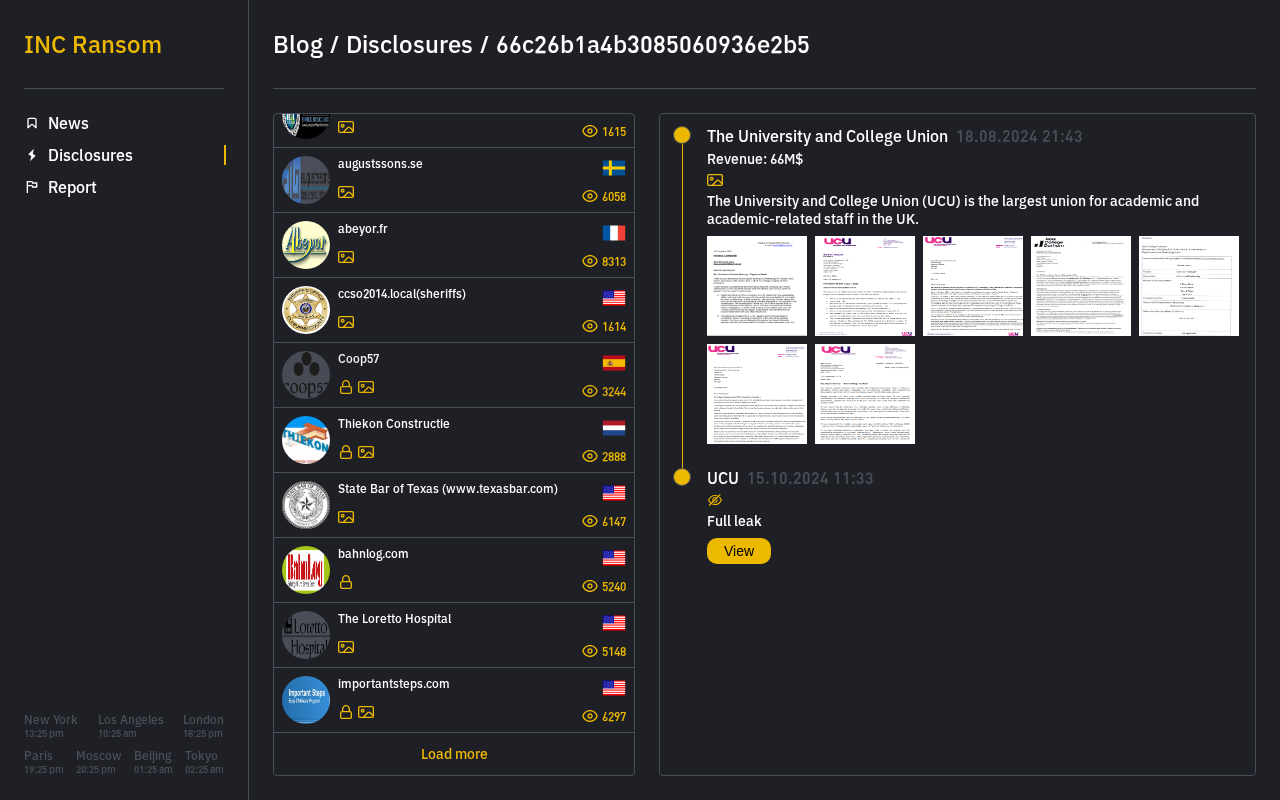 INC Ransom
News
Disclosures
Report
New York Los Angeles London
13:25 pm 10:25 am 18:25 pm
Paris Moscow Beijing Tokyo
19:25 pm 20:25 pm 01:25 am 02:25 am
Blog / Disclosures / 66c26b1a4b3085060936e2b5
1615
augustssons.se
6058
abeyor.fr
8313
1614
Coop57
3244
Thiekon Constructie
2888
State Bar of Texas (www.texasbar.com)
6147
bahnlog.com
5240
The Loretto Hospital
5148
importantsteps.com
6297
Load more
The University and College Union 18.08.2024 21:43
Revenue: 66M$
The University and College Union (UCU) is the largest union for academic and
academic-related staff in the UK.
UCU 15.10.2024 11:33
Full leak
View